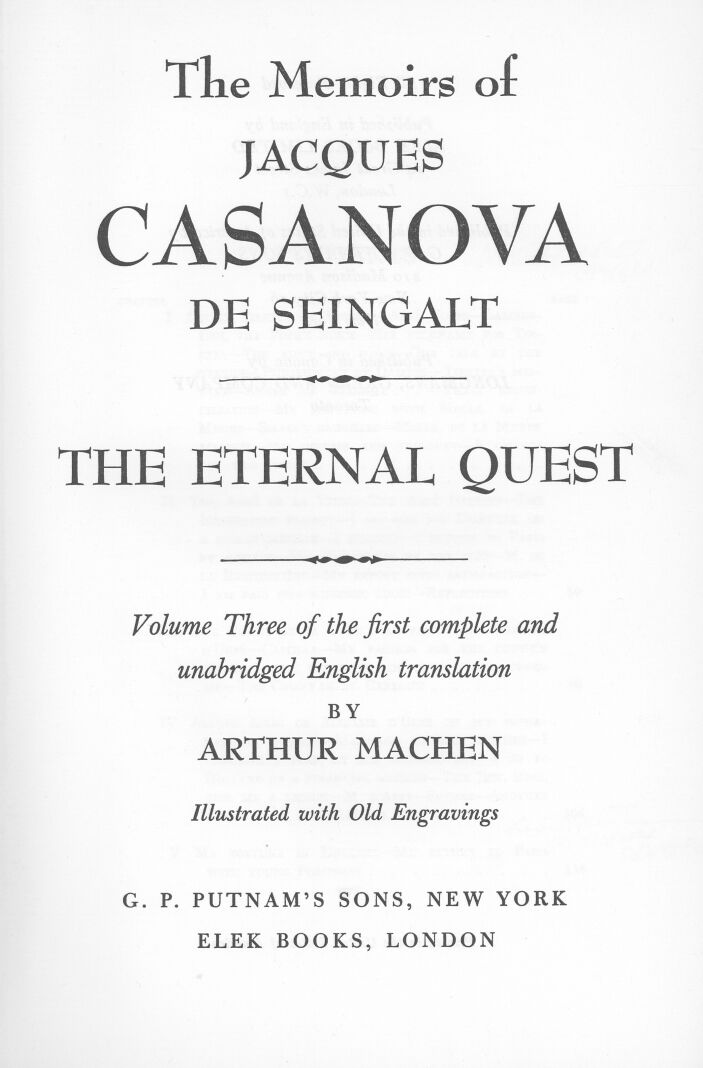 The Memoirs of
JACQUES
CASANOVA
DE SEINGALT
THE ETERNAL QUEST
Volume Three of the first complete and
unabridged English translation
BY
ARTHUR MACHEN
Illustrated with Old Engravings
G. P. PUTNAM'S SONS, NEW YORK
ELEK BOOKS, LONDON